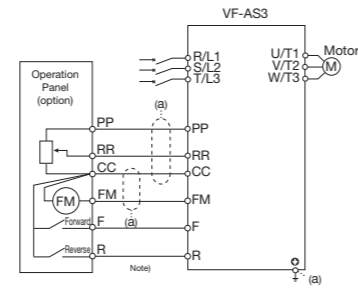 VF-AS3
R/L1
S/L2
T/L3
U/T1
V/T2
W/T3
Motor
M
Operation
Panel
(option)
(a)
PP
PP
RR
RR
CC
CC
FM
FM
FM
(a)
Forward
F
F
Reverse
R
R
Note)
(a)